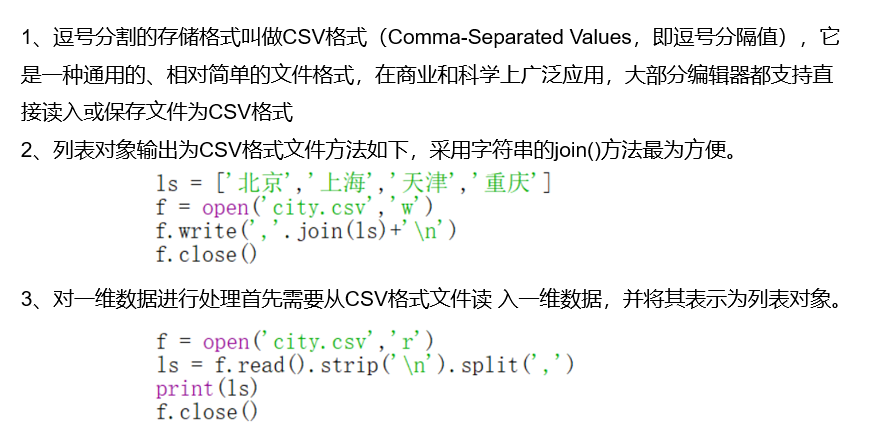 1、逗号分割的存储格式叫做CSV格式（Comma-Separated Values，即逗号分隔值），它
是一种通用的、相对简单的文件格式，在商业和科学上广泛应用，大部分编辑器都支持直
接读入或保存文件为CSV格式
2、列表对象输出为CSV格式文件方法如下，采用字符串的join()方法最为方便。
ls = ['北京','上海','天津','重庆']
f = open('city.csv','w')
f.write(','.join(ls)+'\n')
f.close()
3、对一维数据进行处理首先需要从CSV格式文件读 入一维数据，并将其表示为列表对象。
f = open('city.csv','r')
ls = f.read().strip('\n').split(',')
print(ls)
f.close()